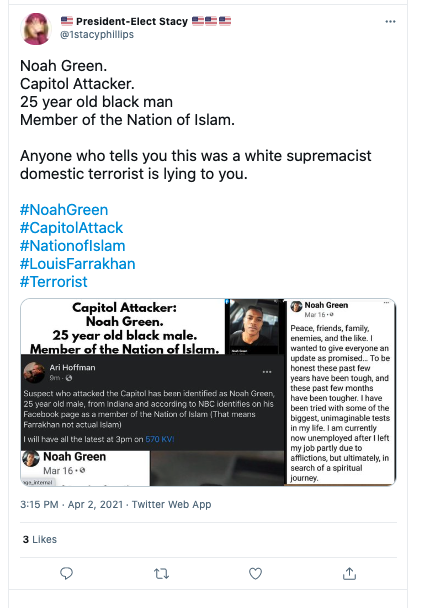 President-Elect Stacy
@1stacyphillips
Noah Green.
Capitol Attacker.
25 year old black man
Member of the Nation of Islam.
Anyone who tells you this was a white supremacist
domestic terrorist is lying to you.
#NoahGreen
#CapitolAttack
#NationofIslam
#LouisFarrakhan
#Terrorist
Capitol Attacker:
Noah Green.
25 year old black male.
Member of the Nation of Islam.
Ari Hoffman
9m
Suspect who attacked the Capitol has been identified as Noah Green,
25 year old male, from Indiana and according to NBC identifies on his
Facebook page as a member of the Nation of Islam (That means
Farrakhan not actual Islam)
I will have all the latest at 3pm on 570 KVI
Noah Green
Mar 16
Noah Green
Mar 16
Peace, friends, family,
enemies, and the like. I
wanted to give everyone an
update as promised... To be
honest these past few
years have been tough, and
these past few months
have been tougher. I have
been tried with some of the
biggest, unimaginable tests
in my life. I am currently
now unemployed after I left
my job partly due to
afflictions, but ultimately, in
search of a spiritual
journey.
3:15 PM · Apr 2, 2021 · Twitter Web App
3 Likes